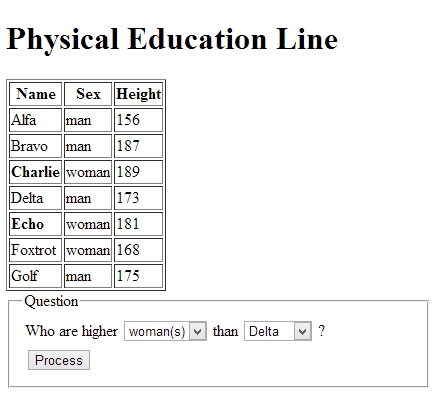 Physical Education Line
Name Sex Height
Alfa man 156
Bravo man 187
Charlie woman 189
Delta man 173
Echo woman 181
Foxtrot woman 168
Golf man 175
Question
Who are higher woman(s) than Delta ?
Process